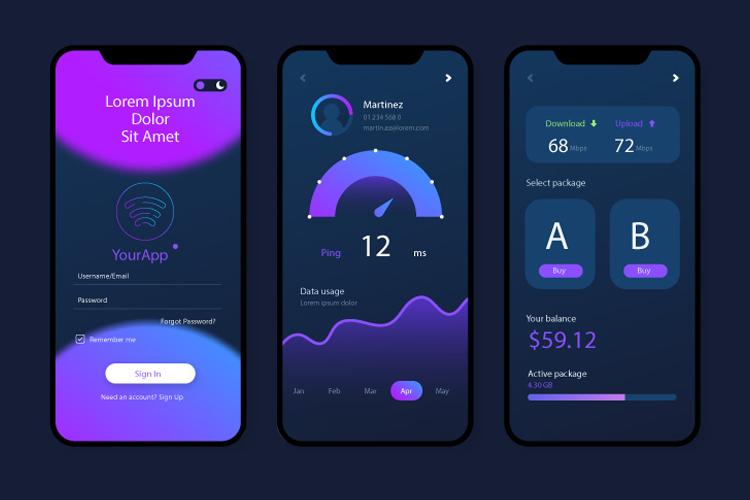 Lorem Ipsum
Dolor
Sit Amet
YourApp
Username/Email
Password
Forgot Password?
Remember me
Sign In
Need an account? Sign Up
Martinez
01 234 568 0
martinez@lorem.com
Ping 12 ms
Data usage
Lorem ipsum dolor
Jan Feb Mar Apr May
Download Upload
68 Mbps 72 Mbps
Select package
A B
Buy Buy
Your balance
$59.12
Active package
4.30 GB